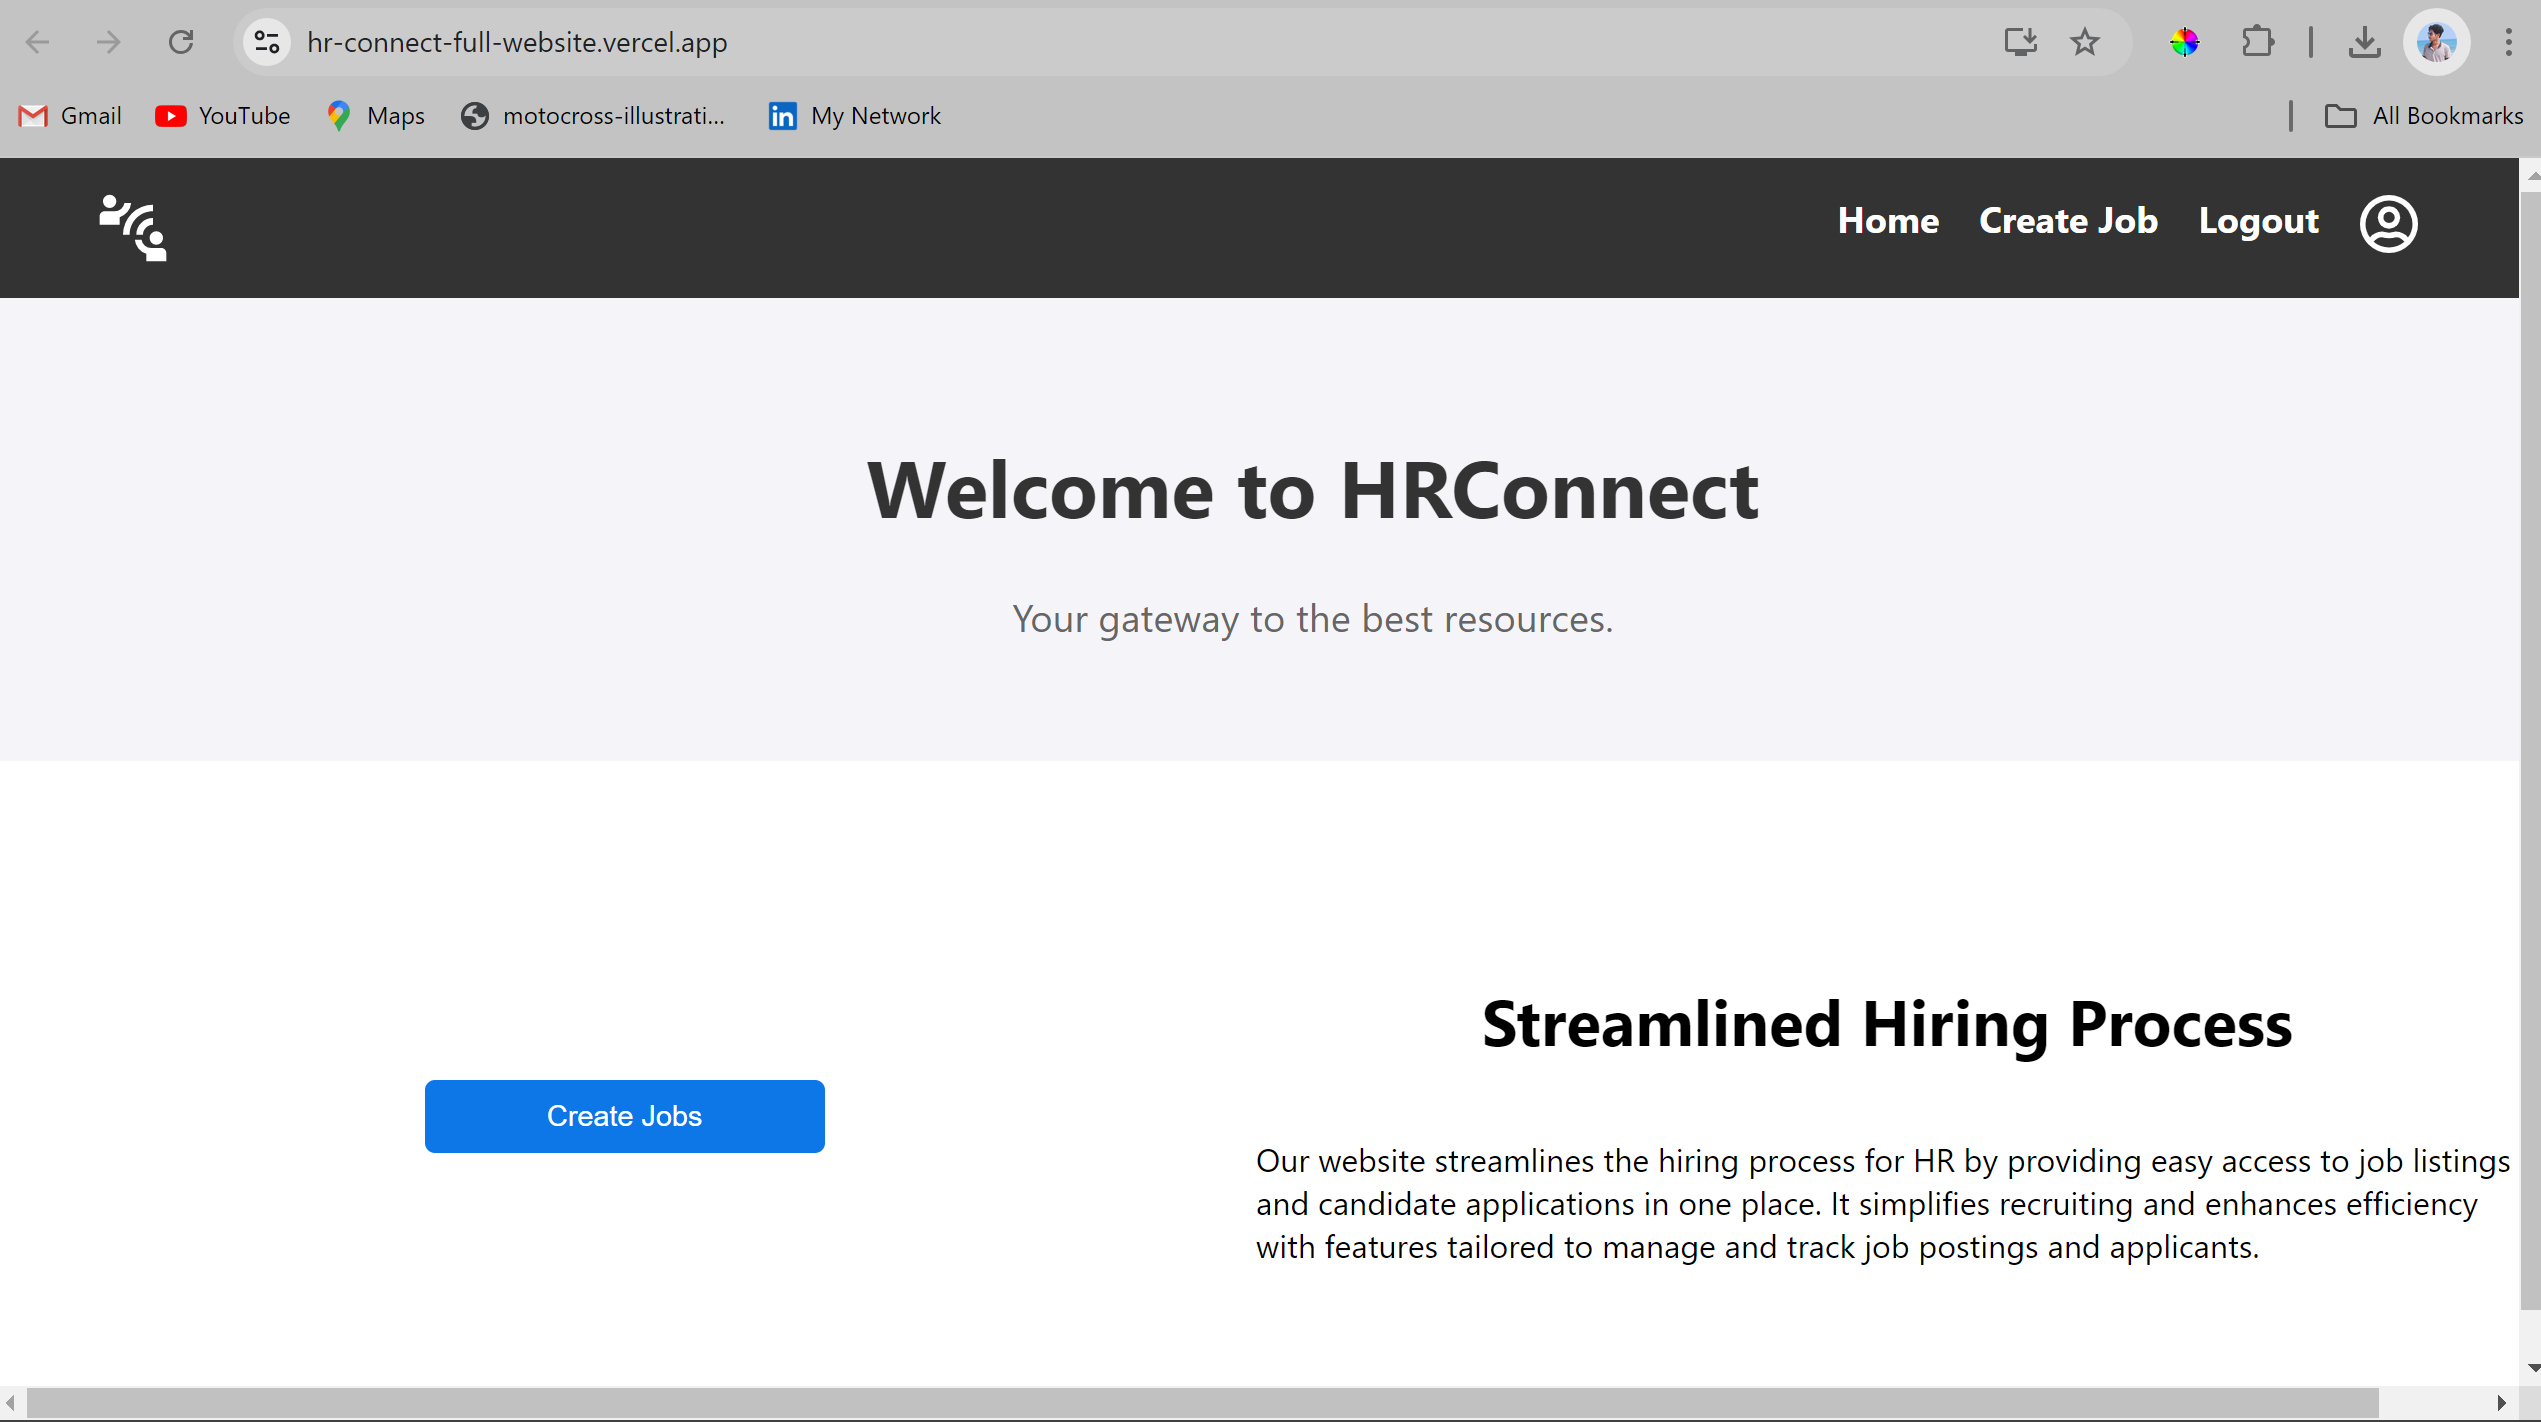 hr-connect-full-website.vercel.app
Gmail YouTube Maps motocross-illustrati... My Network All Bookmarks
Home Create Job Logout
Welcome to HRConnect
Your gateway to the best resources.
Create Jobs
Streamlined Hiring Process
Our website streamlines the hiring process for HR by providing easy access to job listings
and candidate applications in one place. It simplifies recruiting and enhances efficiency
with features tailored to manage and track job postings and applicants.